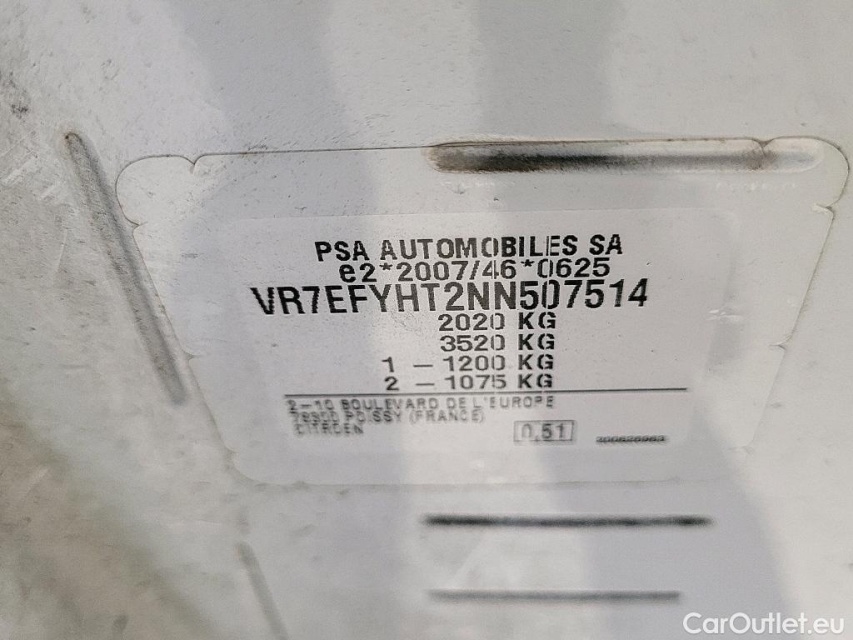 PSA AUTOMOBILES SA
e2*2007/46*0625
VR7EFYHT2NN507514
2020 KG
3520 KG
1 - 1200 KG
2 - 1075 KG
2-10 BOULEVARD DE L'EUROPE
78300 POISSY (FRANCE)
CITROEN
0.51
CarOutlet.eu